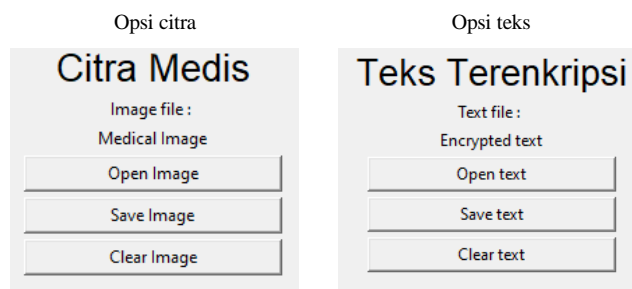 Opsi citra
Citra Medis
Image file :
Medical Image
Open Image
Save Image
Clear Image
Opsi teks
Teks Terenkripsi
Text file :
Encrypted text
Open text
Save text
Clear text